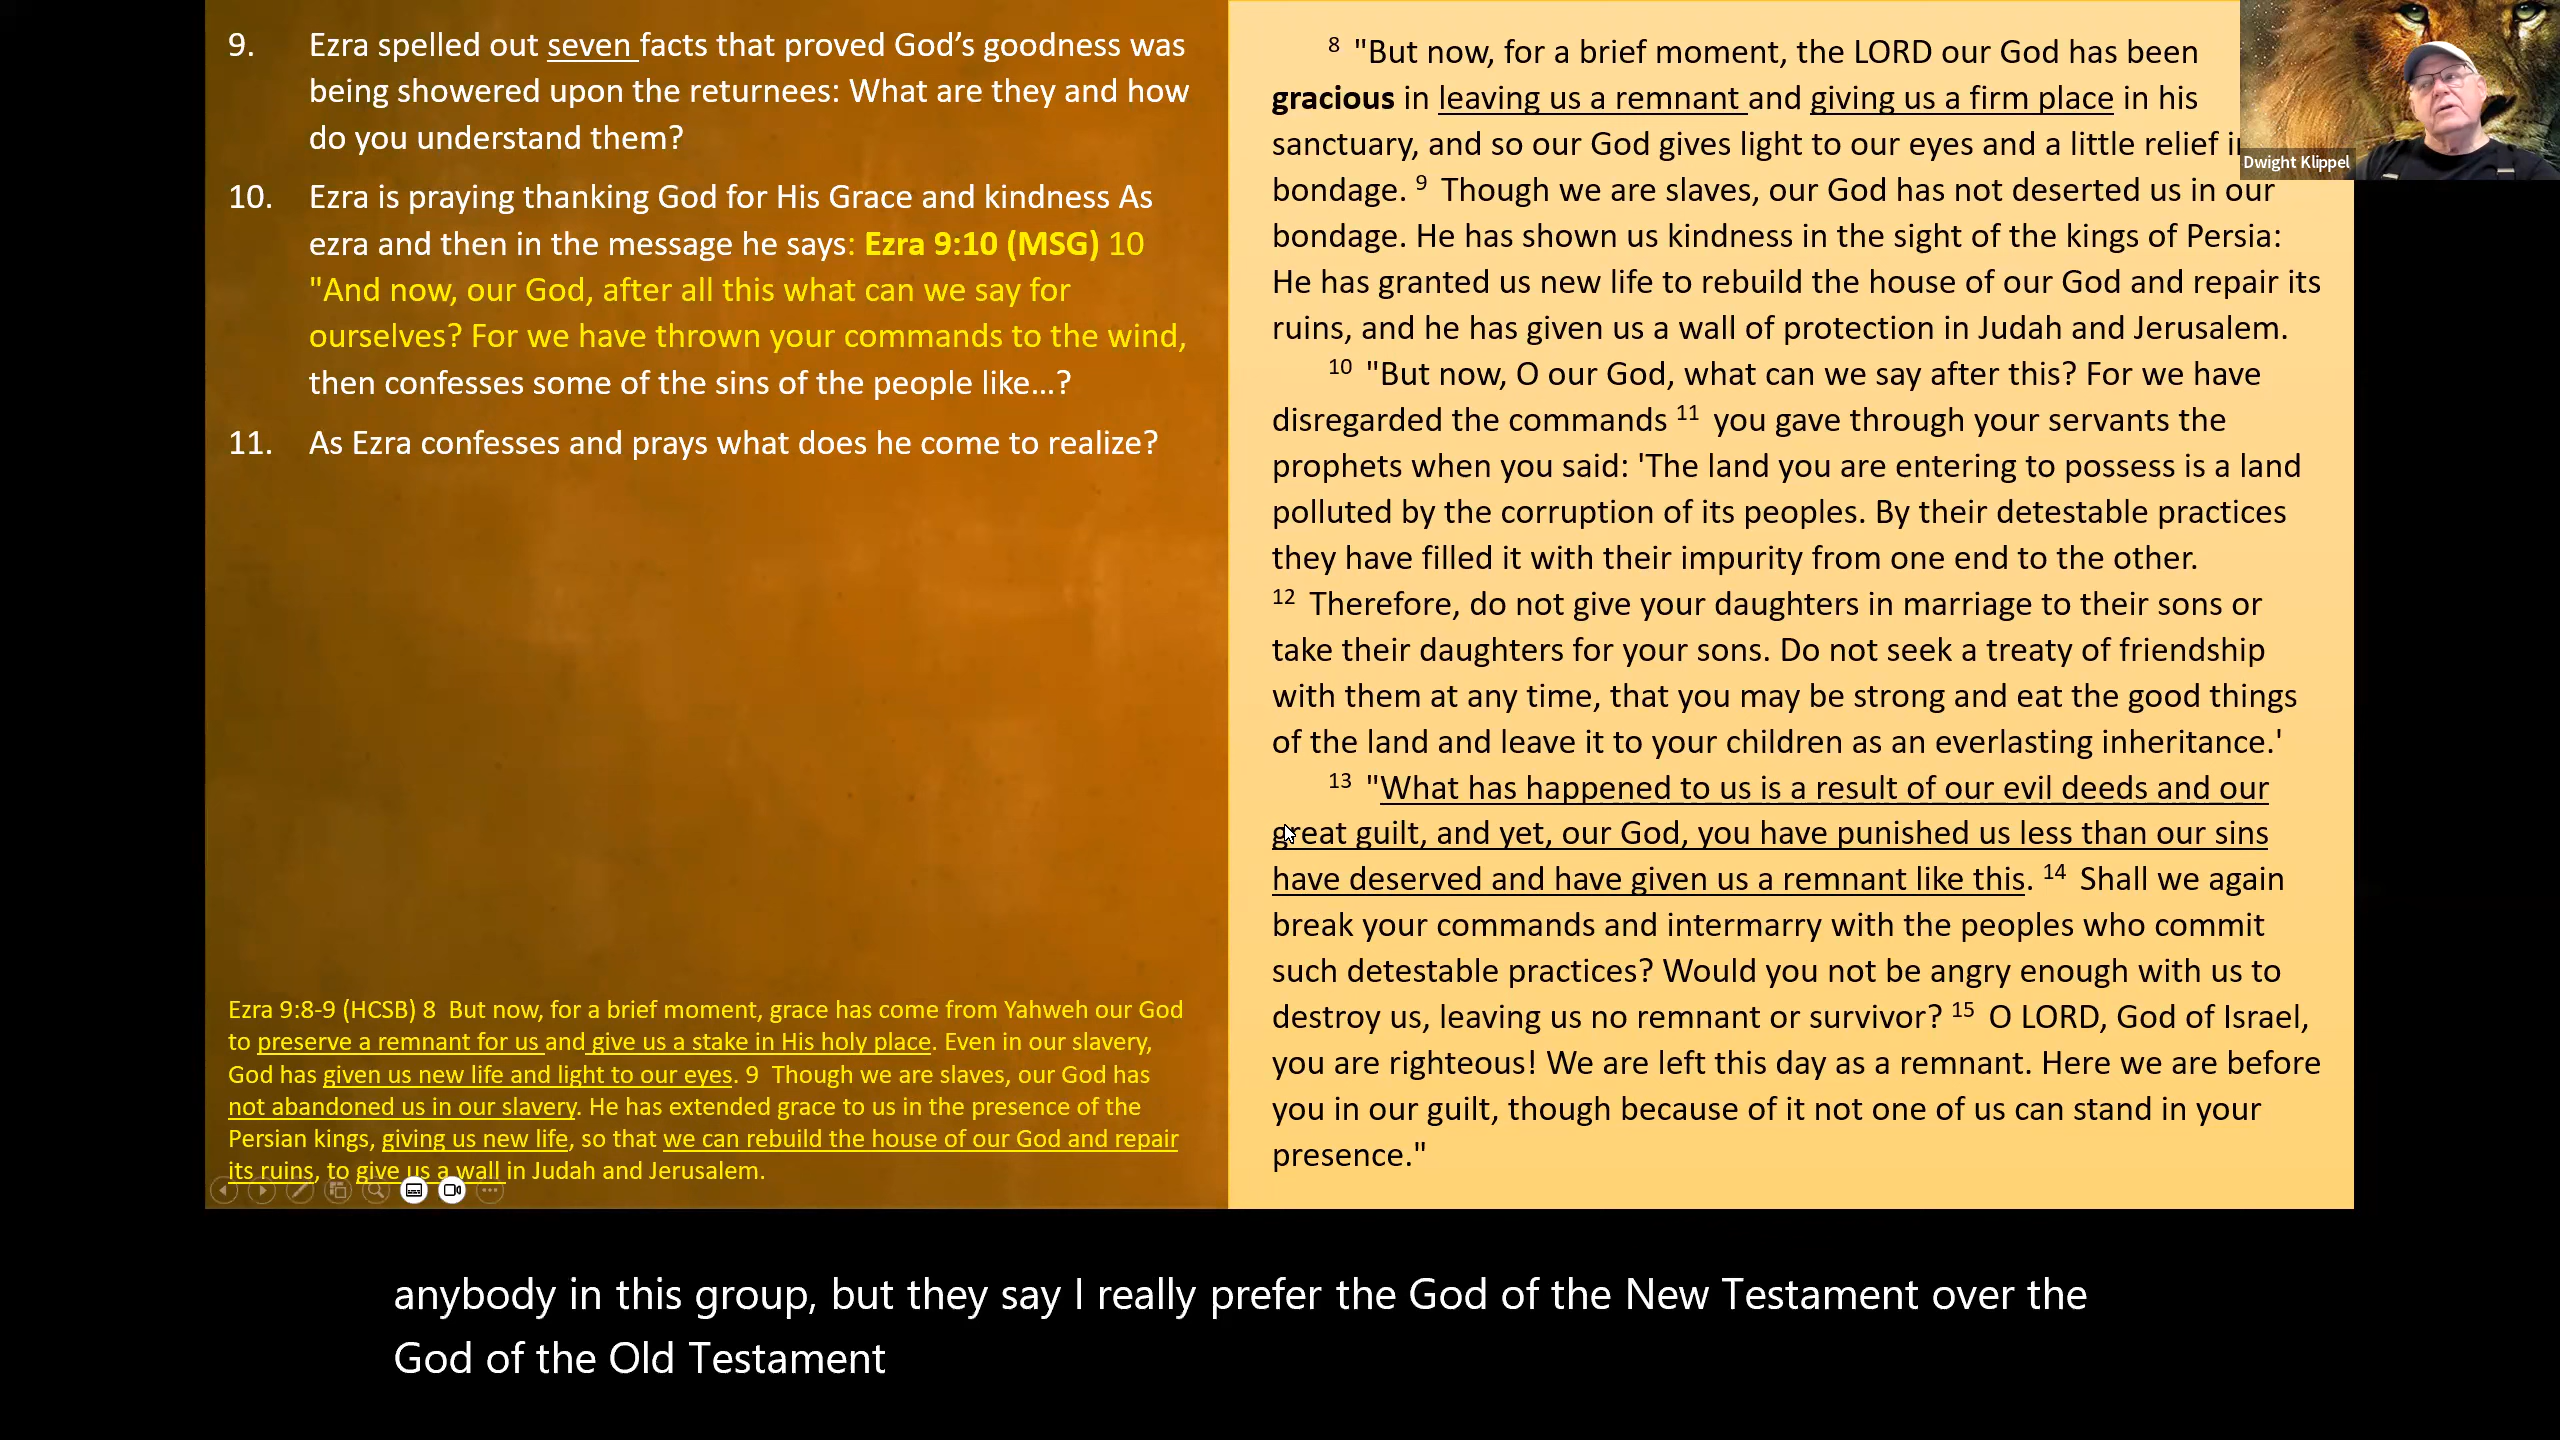 9. Ezra spelled out seven facts that proved God’s goodness was
being showered upon the returnees: What are they and how
do you understand them?
10. Ezra is praying thanking God for His Grace and kindness As
ezra and then in the message he says: Ezra 9:10 (MSG) 10
"And now, our God, after all this what can we say for
ourselves? For we have thrown your commands to the wind,
then confesses some of the sins of the people like...?
11. As Ezra confesses and prays what does he come to realize?
Ezra 9:8-9 (HCSB) 8 But now, for a brief moment, grace has come from Yahweh our God
to preserve a remnant for us and give us a stake in His holy place. Even in our slavery,
God has given us new life and light to our eyes. 9 Though we are slaves, our God has
not abandoned us in our slavery. He has extended grace to us in the presence of the
Persian kings, giving us new life, so that we can rebuild the house of our God and repair
its ruins, to give us a wall in Judah and Jerusalem.
8 "But now, for a brief moment, the LORD our God has been
gracious in leaving us a remnant and giving us a firm place in his
sanctuary, and so our God gives light to our eyes and a little relief
bondage. 9 Though we are slaves, our God has not deserted us in our
bondage. He has shown us kindness in the sight of the kings of Persia:
He has granted us new life to rebuild the house of our God and repair its
ruins, and he has given us a wall of protection in Judah and Jerusalem.
10 "But now, O our God, what can we say after this? For we have
disregarded the commands 11 you gave through your servants the
prophets when you said: 'The land you are entering to possess is a land
polluted by the corruption of its peoples. By their detestable practices
they have filled it with their impurity from one end to the other.
12 Therefore, do not give your daughters in marriage to their sons or
take their daughters for your sons. Do not seek a treaty of friendship
with them at any time, that you may be strong and eat the good things
of the land and leave it to your children as an everlasting inheritance.'
13 "What has happened to us is a result of our evil deeds and our
great guilt, and yet, our God, you have punished us less than our sins
have deserved and have given us a remnant like this. 14 Shall we again
break your commands and intermarry with the peoples who commit
such detestable practices? Would you not be angry enough with us to
destroy us, leaving us no remnant or survivor? 15 O LORD, God of Israel,
you are righteous! We are left this day as a remnant. Here we are before
you in our guilt, though because of it not one of us can stand in your
presence."
Dwight Klippel
anybody in this group, but they say I really prefer the God of the New Testament over the
God of the Old Testament